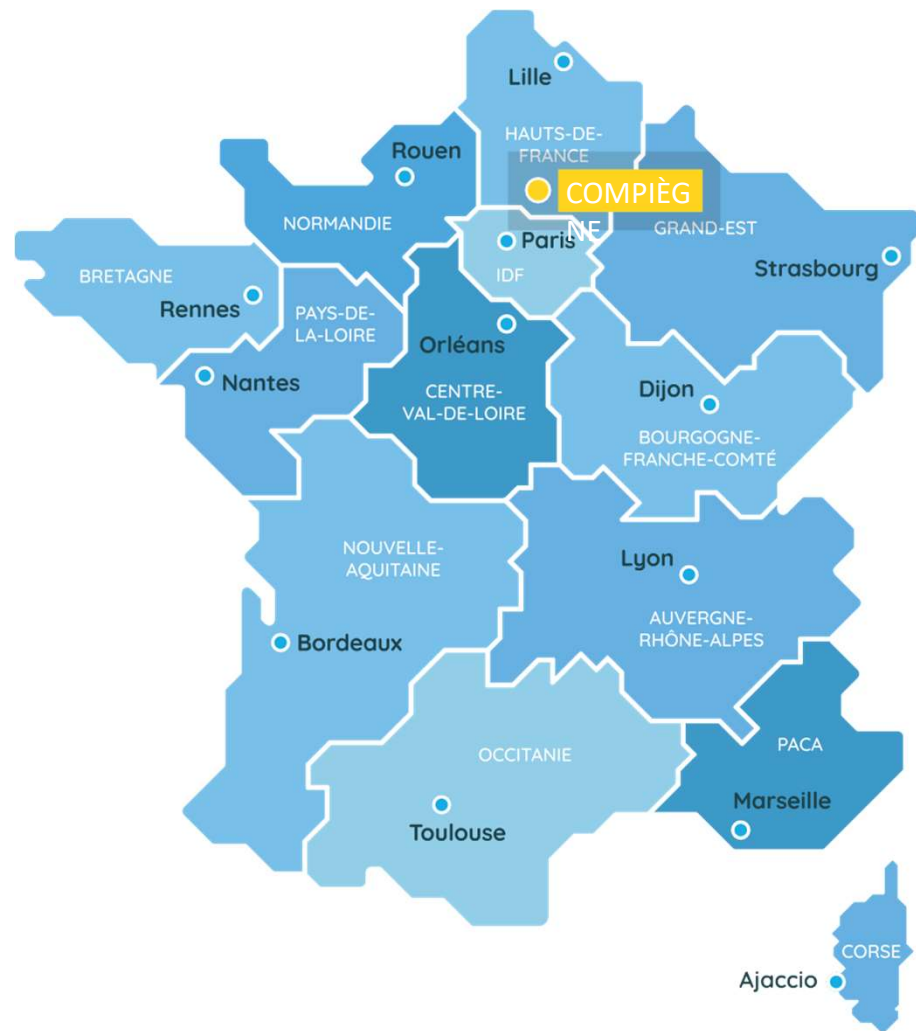 Lille
HAUTS-DE-
FRANCE
Rouen
COMPIÈG
NE
NORMANDIE
Paris
GRAND-EST
IDF
Strasbourg
BRETAGNE
Rennes
PAYS-DE-
LA-LOIRE
Orléans
Nantes
CENTRE-
VAL-DE-LOIRE
Dijon
BOURGOGNE-
FRANCHE-COMTÉ
NOUVELLE-
AQUITAINE
Lyon
AUVERGNE-
RHÔNE-ALPES
Bordeaux
OCCITANIE
PACA
Marseille
Toulouse
CORSE
Ajaccio